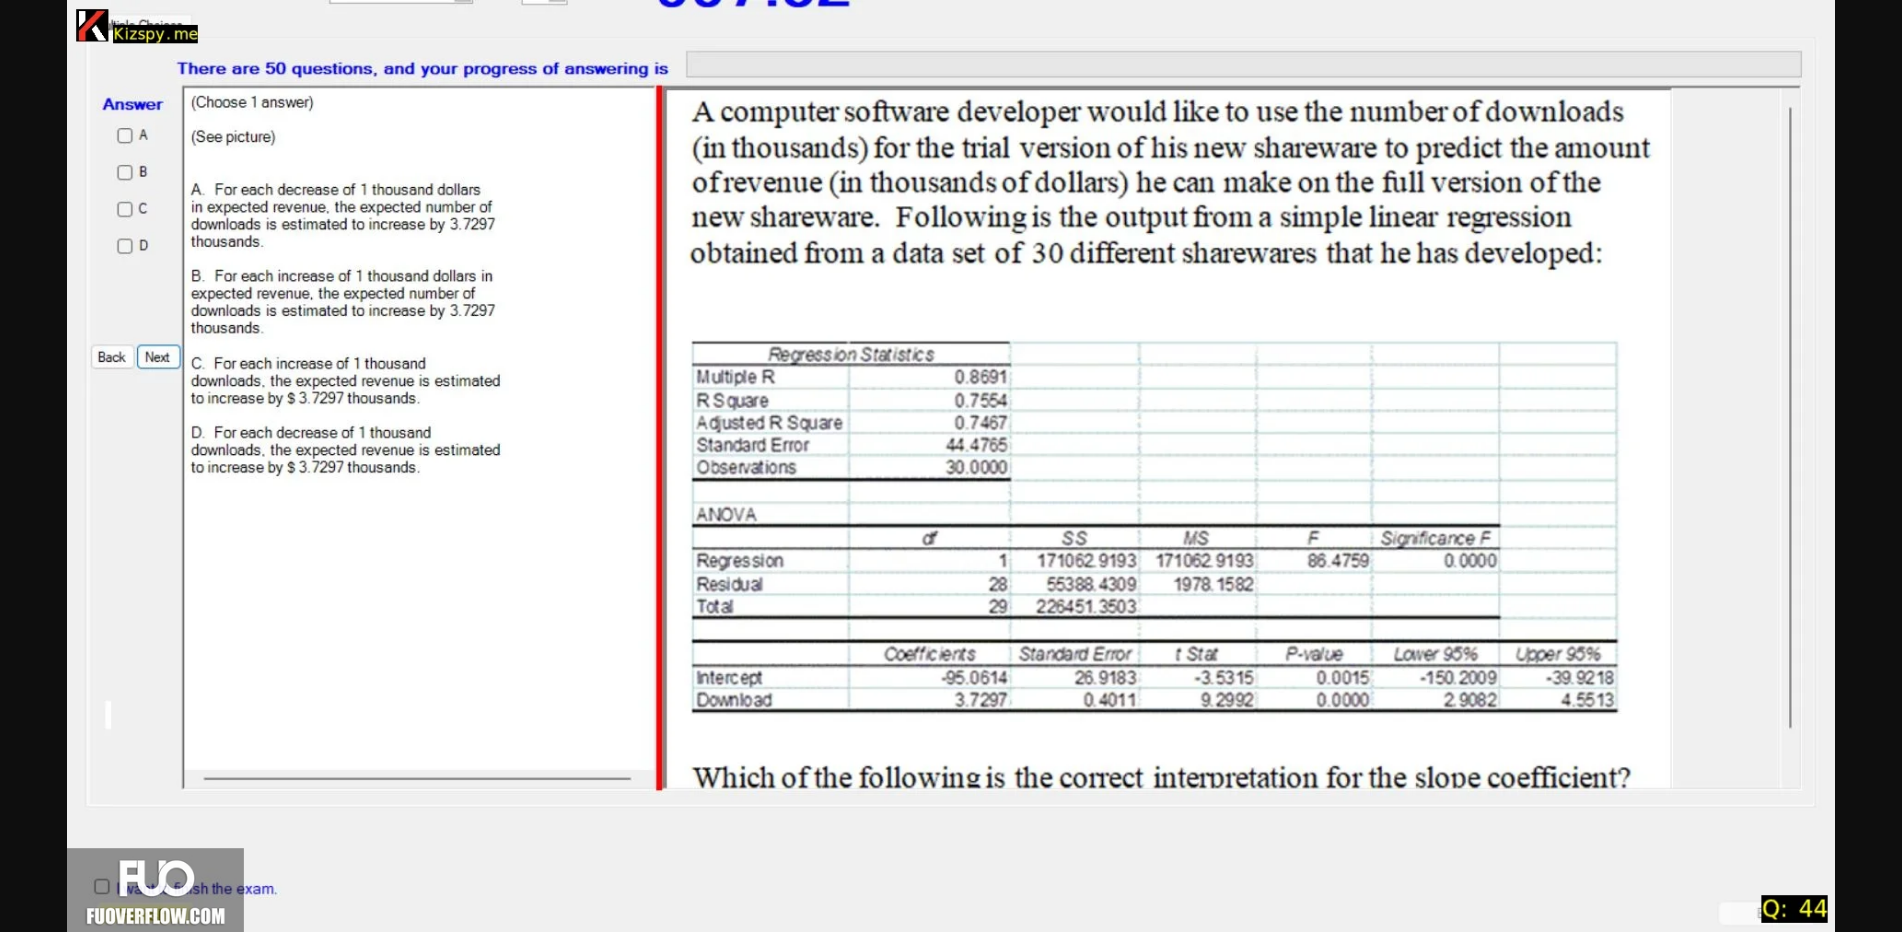 Kizspy.me
There are 50 questions, and your progress of answering is
Answer
A
B
C
D
Back Next
(Choose 1 answer)
(See picture)
A. For each decrease of 1 thousand dollars
in expected revenue, the expected number of
downloads is estimated to increase by 3.7297
thousands.
B. For each increase of 1 thousand dollars in
expected revenue, the expected number of
downloads is estimated to increase by 3.7297
thousands.
C. For each increase of 1 thousand
downloads, the expected revenue is estimated
to increase by $ 3.7297 thousands.
D. For each decrease of 1 thousand
downloads, the expected revenue is estimated
to increase by $ 3.7297 thousands.
A computer software developer would like to use the number of downloads
(in thousands) for the trial version of his new shareware to predict the amount
of revenue (in thousands of dollars) he can make on the full version of the
new shareware. Following is the output from a simple linear regression
obtained from a data set of 30 different sharewares that he has developed:
Regression Statistics
Multiple R 0.8691
R Square 0.7554
Adjusted R Square 0.7467
Standard Error 44.4765
Observations 30.0000
ANOVA
df SS MS F Significance F
Regression 1 171062.9193 171062.9193 86.4759 0.0000
Residual 28 55388.4309 1978.1582
Total 29 226451.3503
Coefficients Standard Error t Stat P-value Lower 95% Upper 95%
Intercept -95.0614 26.9183 -3.5315 0.0015 -150.2009 -39.9218
Download 3.7297 0.4011 9.2992 0.0000 2.9082 4.5513
Which of the following is the correct interpretation for the slope coefficient?
FUO
the exam.
FUOVERFLOW.COM
Q: 44